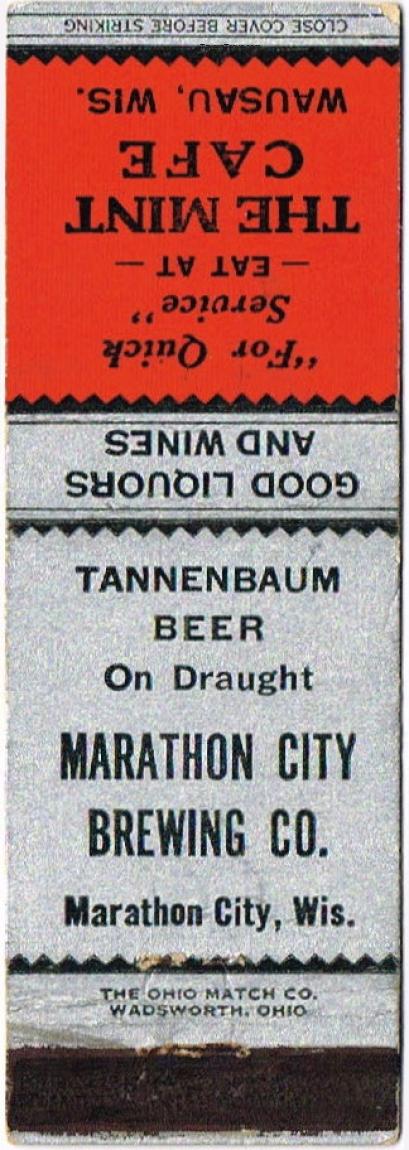 CLOSE COVER BEFORE STRIKING
"For Quick
Service"
— EAT AT —
THE MINT
CAFE
WAUSAU, WIS.
GOOD LIQUORS
AND WINES
TANNENBAUM
BEER
On Draught
MARATHON CITY
BREWING CO.
Marathon City, Wis.
THE OHIO MATCH CO.
WADSWORTH, OHIO